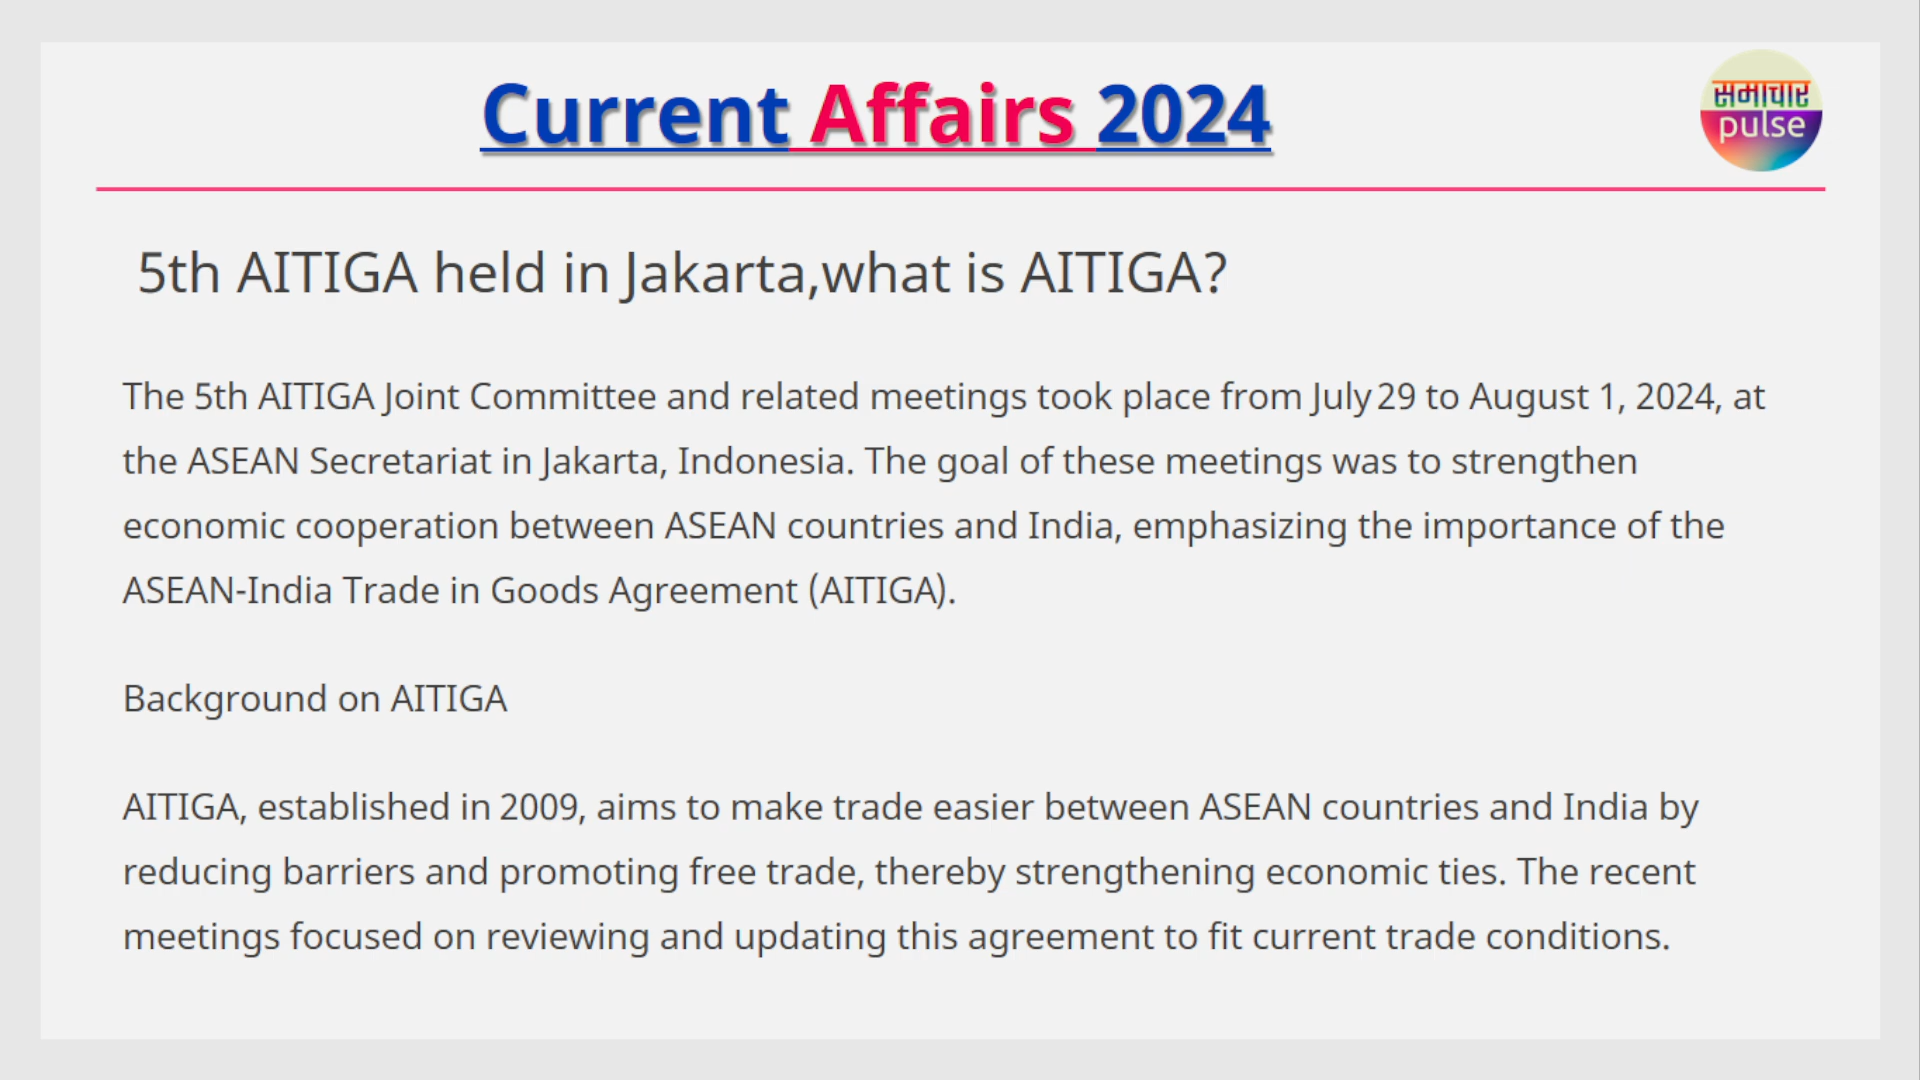 Current Affairs 2024
समाचार
pulse
5th AITIGA held in Jakarta,what is AITIGA?
The 5th AITIGA Joint Committee and related meetings took place from July 29 to August 1, 2024, at
the ASEAN Secretariat in Jakarta, Indonesia. The goal of these meetings was to strengthen
economic cooperation between ASEAN countries and India, emphasizing the importance of the
ASEAN-India Trade in Goods Agreement (AITIGA).
Background on AITIGA
AITIGA, established in 2009, aims to make trade easier between ASEAN countries and India by
reducing barriers and promoting free trade, thereby strengthening economic ties. The recent
meetings focused on reviewing and updating this agreement to fit current trade conditions.